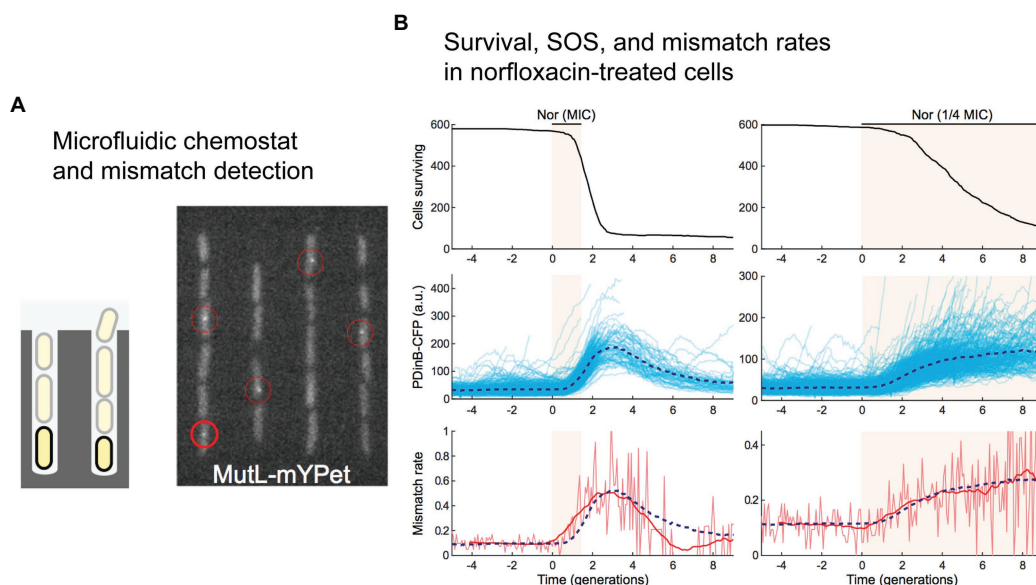 A
Microfluidic chemostat
and mismatch detection
MutL-mYPet
B
Survival, SOS, and mismatch rates
in norfloxacin-treated cells
Nor (MIC)
Cells surviving
600
400
200
0
-4 -2 0 2 4 6 8
Nor (1/4 MIC)
600
400
200
0
-4 -2 0 2 4 6 8
PDinB-CFP (a.u.)
400
300
200
100
0
-4 -2 0 2 4 6 8
300
200
100
0
-4 -2 0 2 4 6 8
Mismatch rate
1
0.8
0.6
0.4
0.2
0
-4 -2 0 2 4 6 8
Time (generations)
0.4
0.2
0
-4 -2 0 2 4 6 8
Time (generations)